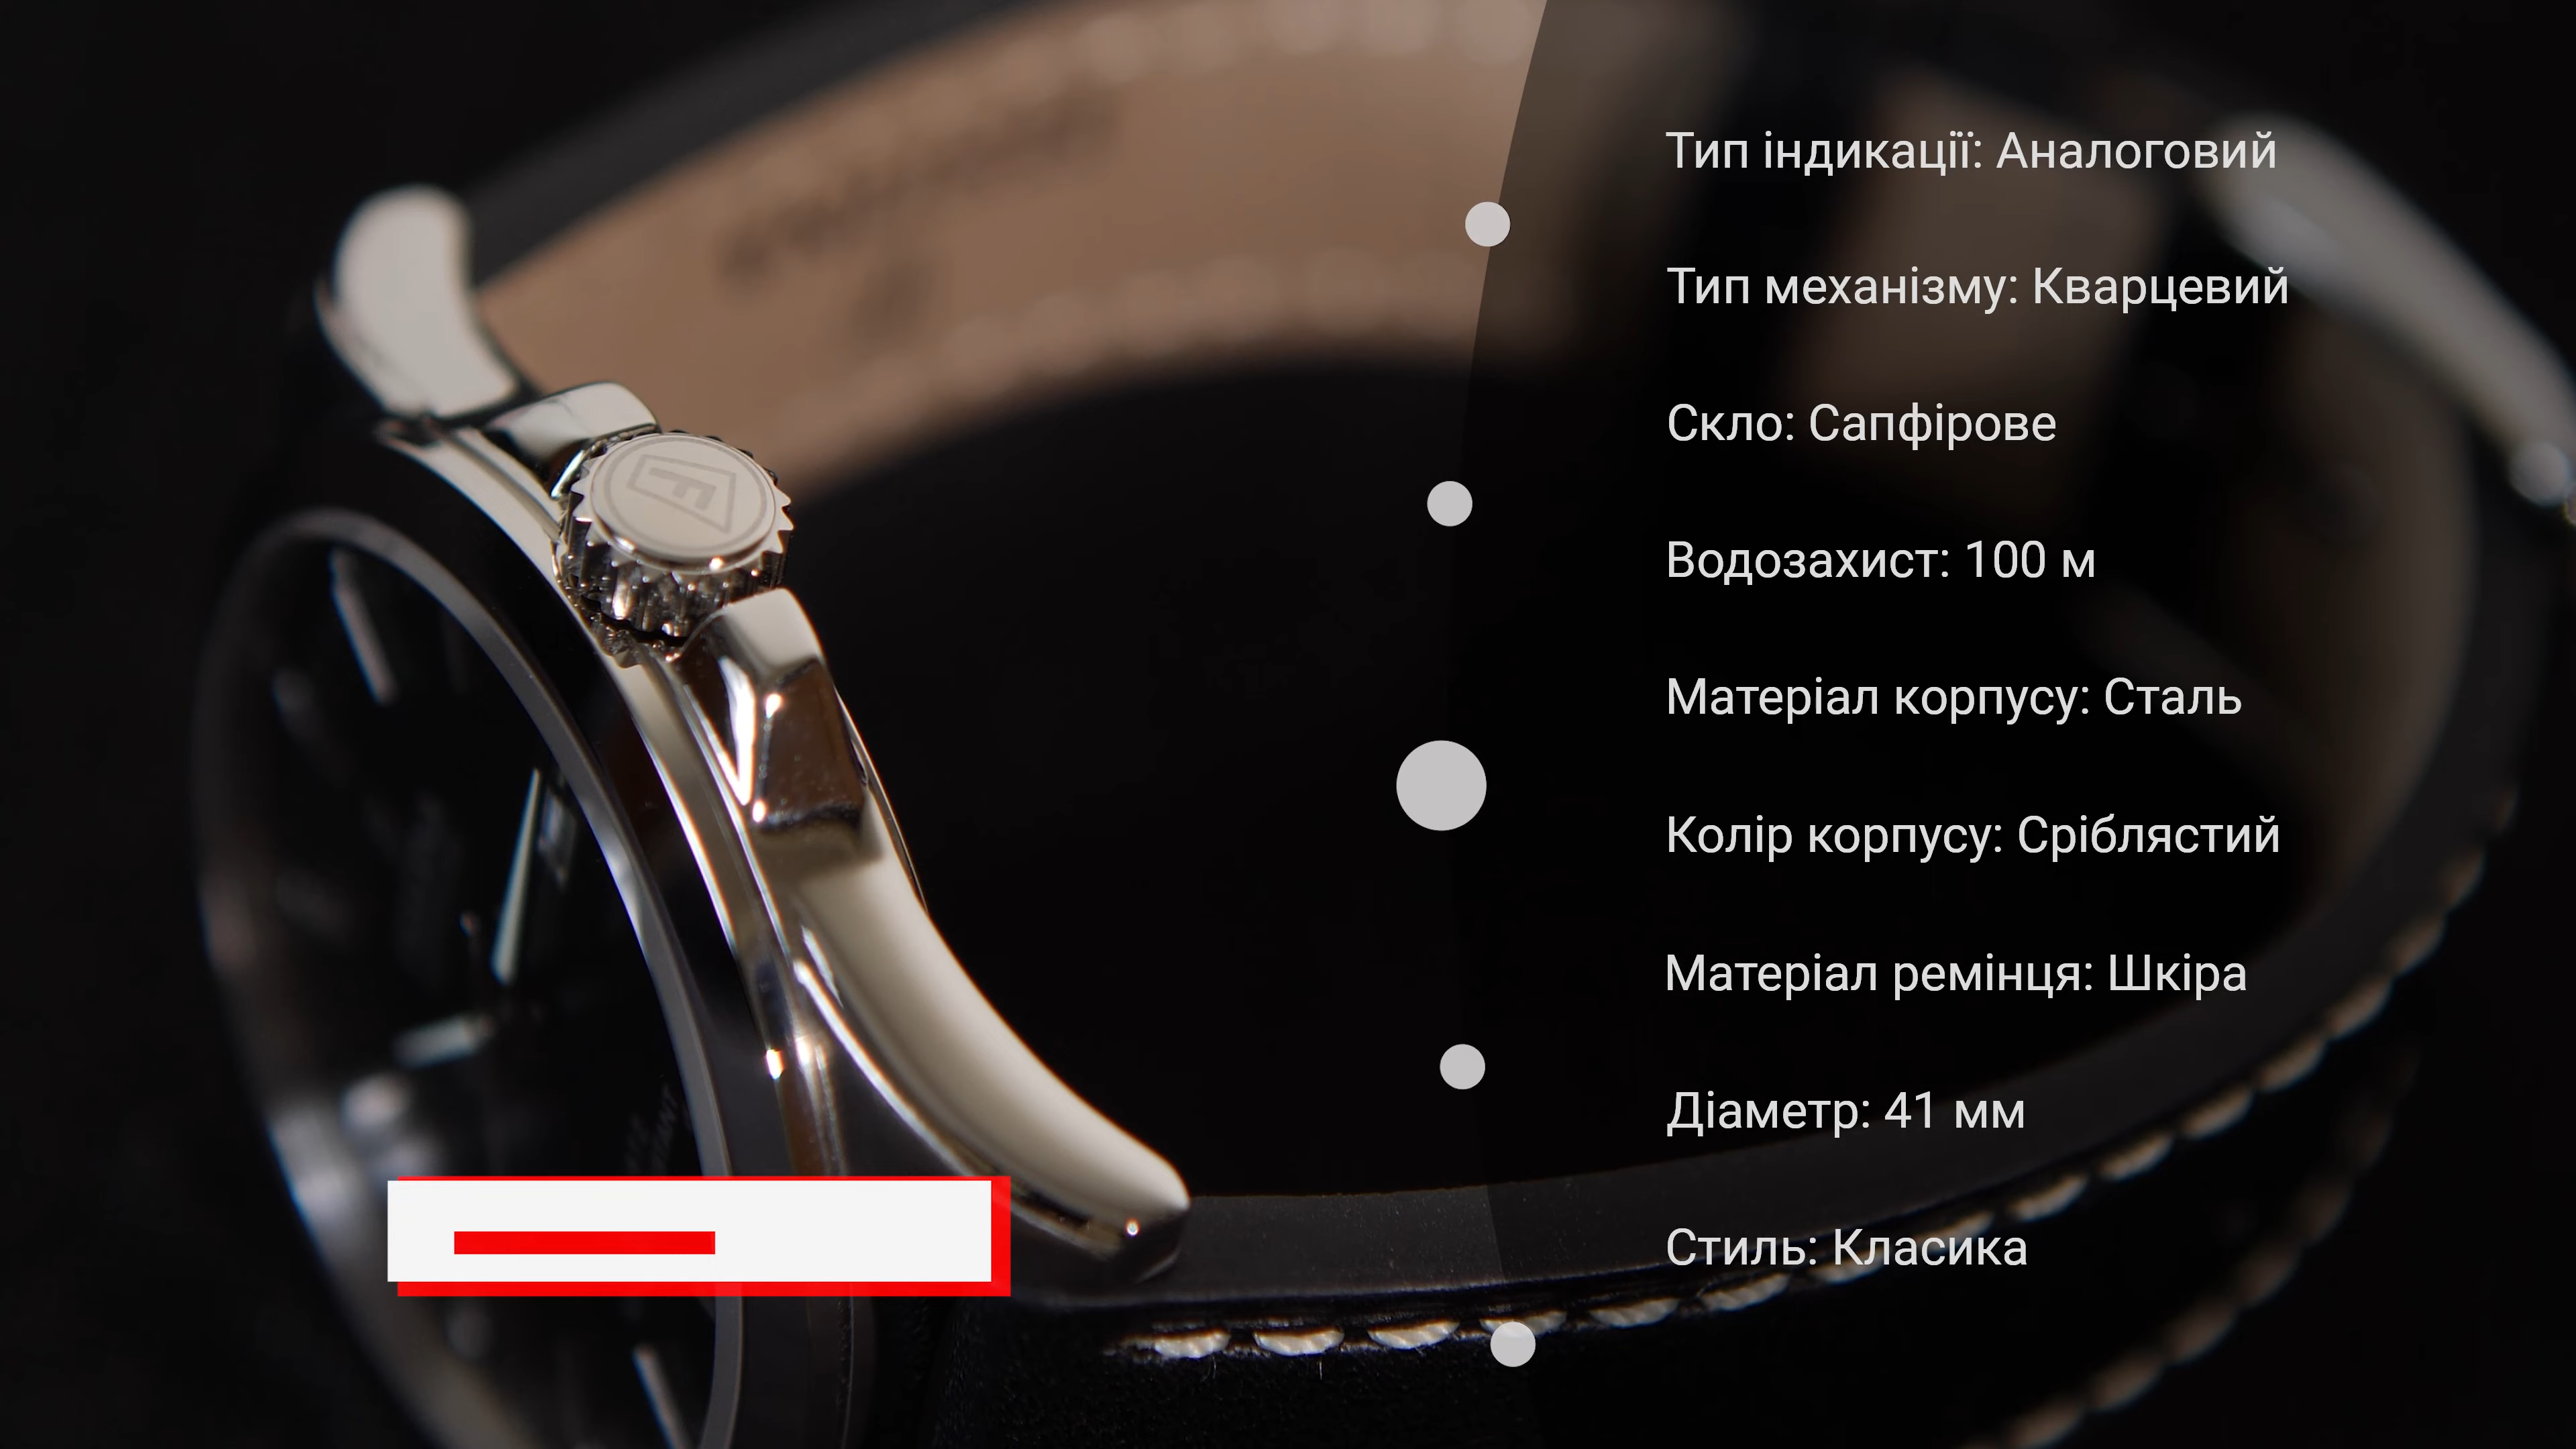 F
Тип індикації: Аналоговий
Тип механізму: Кварцевий
Скло: Сапфірове
Водозахист: 100 м
Матеріал корпусу: Сталь
Колір корпусу: Сріблястий
Матеріал ремінця: Шкіра
Діаметр: 41 мм
Стиль: Класика